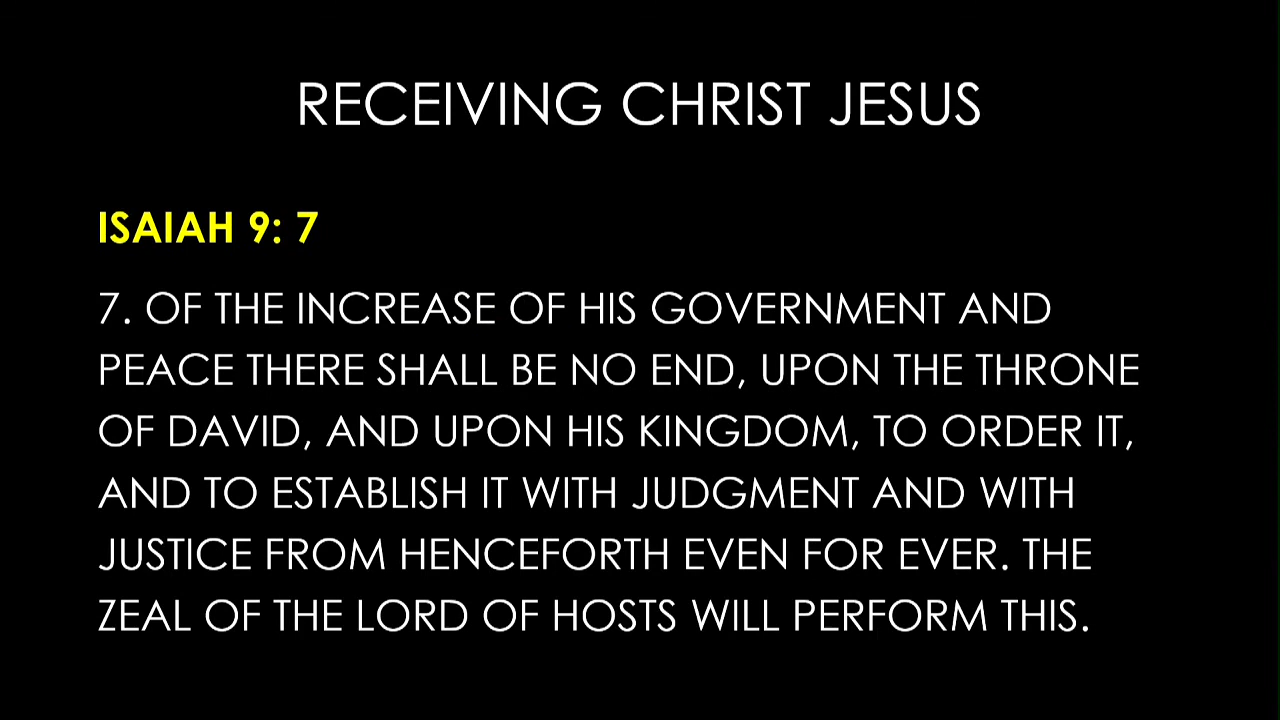 RECEIVING CHRIST JESUS
ISAIAH 9: 7
7. OF THE INCREASE OF HIS GOVERNMENT AND
PEACE THERE SHALL BE NO END, UPON THE THRONE
OF DAVID, AND UPON HIS KINGDOM, TO ORDER IT,
AND TO ESTABLISH IT WITH JUDGMENT AND WITH
JUSTICE FROM HENCEFORTH EVEN FOR EVER. THE
ZEAL OF THE LORD OF HOSTS WILL PERFORM THIS.